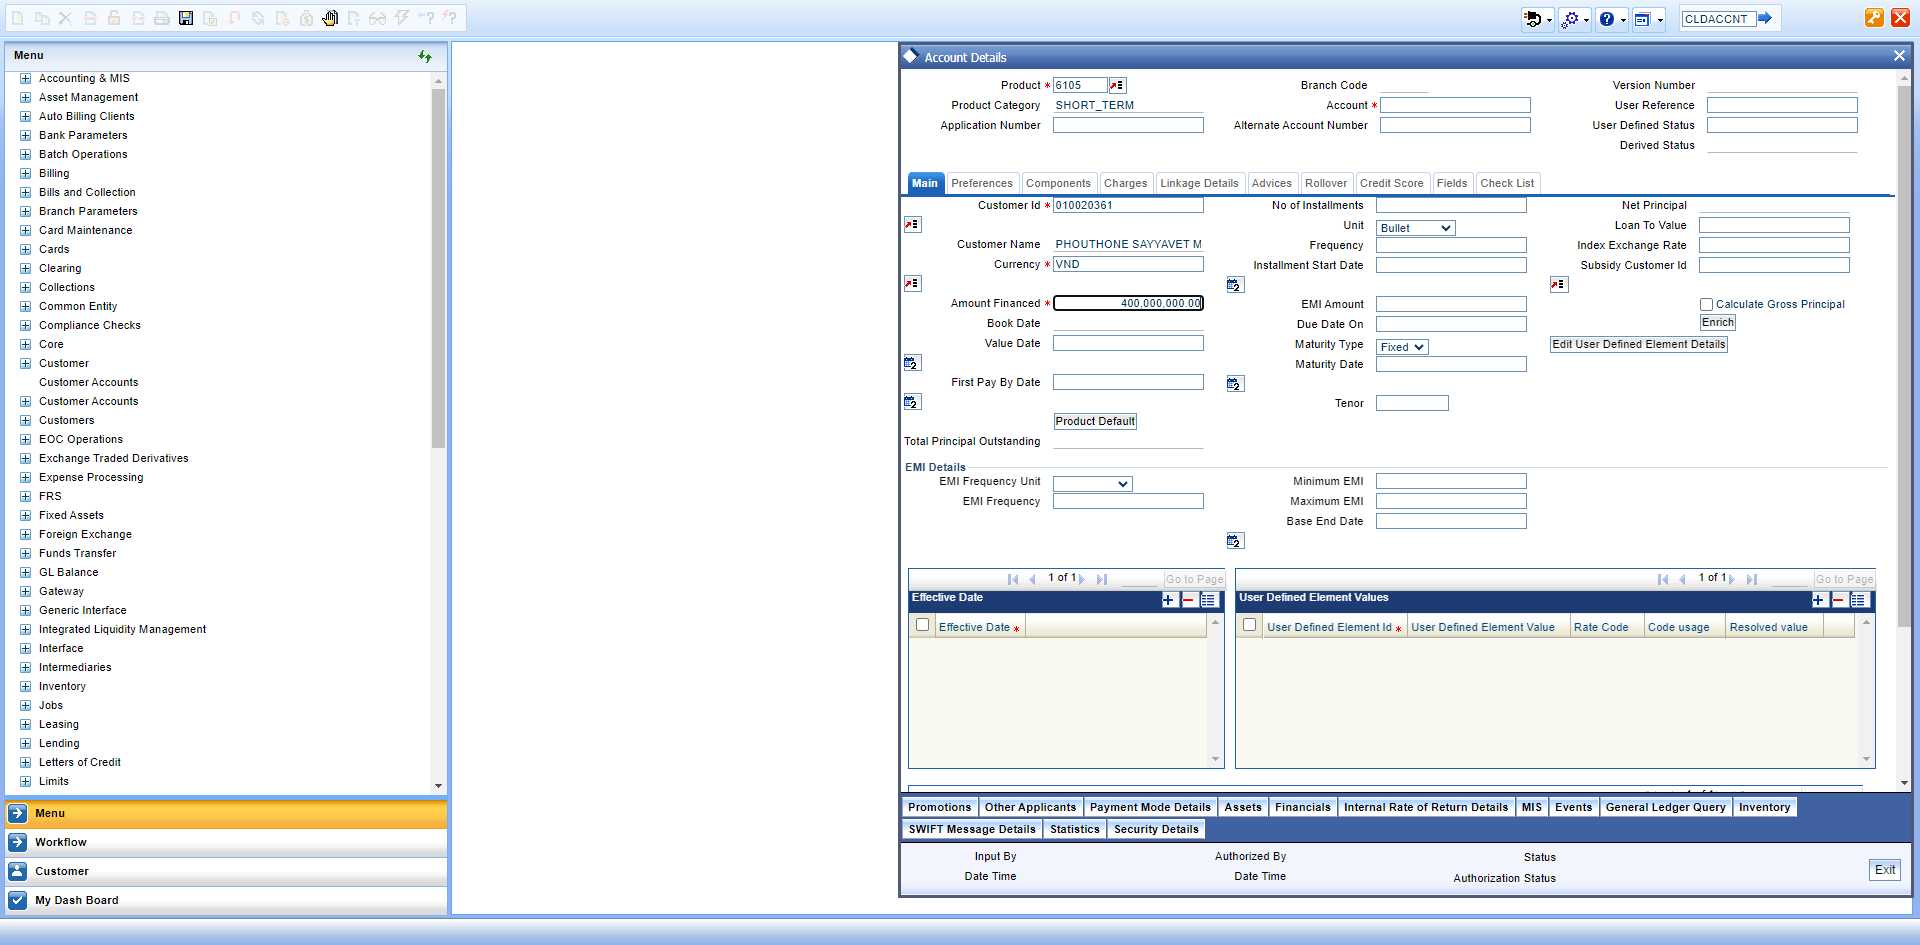 CLDACCNT
Menu
Accounting & MIS
Asset Management
Auto Billing Clients
Bank Parameters
Batch Operations
Billing
Bills and Collection
Branch Parameters
Card Maintenance
Cards
Clearing
Collections
Common Entity
Compliance Checks
Core
Customer
Customer Accounts
Customer Accounts
Customers
EOC Operations
Exchange Traded Derivatives
Expense Processing
FRS
Fixed Assets
Foreign Exchange
Funds Transfer
GL Balance
Gateway
Generic Interface
Integrated Liquidity Management
Interface
Intermediaries
Inventory
Jobs
Leasing
Lending
Letters of Credit
Limits
Menu
Workflow
Customer
My Dash Board
Account Details
Product * 6105
Branch Code
Version Number
Product Category SHORT_TERM
Account *
User Reference
Application Number
Alternate Account Number
User Defined Status
Derived Status
Main Preferences Components Charges Linkage Details Advices Rollover Credit Score Fields Check List
Customer Id * 010020361
Customer Name PHOUTHONE SAYYAVET M
Currency * VND
Amount Financed * 400,000,000.00
Book Date
Value Date
First Pay By Date
Product Default
Total Principal Outstanding
No of Installments
Unit Bullet
Frequency
Installment Start Date
EMI Amount
Due Date On
Maturity Type Fixed
Maturity Date
Tenor
Net Principal
Loan To Value
Index Exchange Rate
Subsidy Customer Id
Calculate Gross Principal
Enrich
Edit User Defined Element Details
EMI Details
EMI Frequency Unit
EMI Frequency
Minimum EMI
Maximum EMI
Base End Date
1 of 1 Go to Page
Effective Date
Effective Date *
1 of 1 Go to Page
User Defined Element Values
User Defined Element Id * User Defined Element Value Rate Code Code usage Resolved value
Promotions Other Applicants Payment Mode Details Assets Financials Internal Rate of Return Details MIS Events General Ledger Query Inventory
SWIFT Message Details Statistics Security Details
Input By
Authorized By
Status
Date Time
Date Time
Authorization Status
Exit